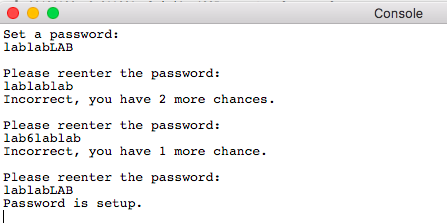 Console
Set a password:
lablabLAB
Please reenter the password:
lablablab
Incorrect, you have 2 more chances.
Please reenter the password:
lab6lablab
Incorrect, you have 1 more chance.
Please reenter the password:
lablabLAB
Password is setup.